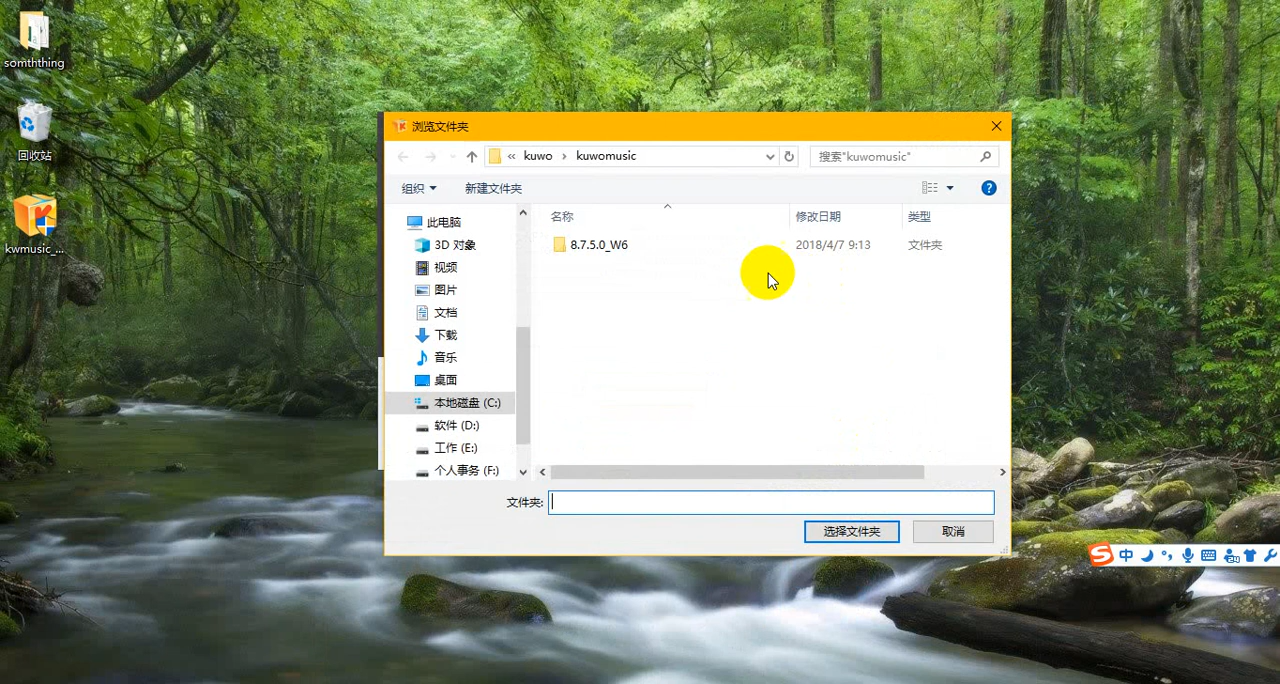 somththing
回收站
kwmusic_...
浏览文件夹
« kuwo › kuwomusic
搜索"kuwomusic"
组织
新建文件夹
名称
修改日期
类型
8.7.5.0_W6
2018/4/7 9:13
文件夹
此电脑
3D 对象
视频
图片
文档
下载
音乐
桌面
本地磁盘 (C:)
软件 (D:)
工作 (E:)
个人事务 (F:)
文件夹:
选择文件夹
取消
中